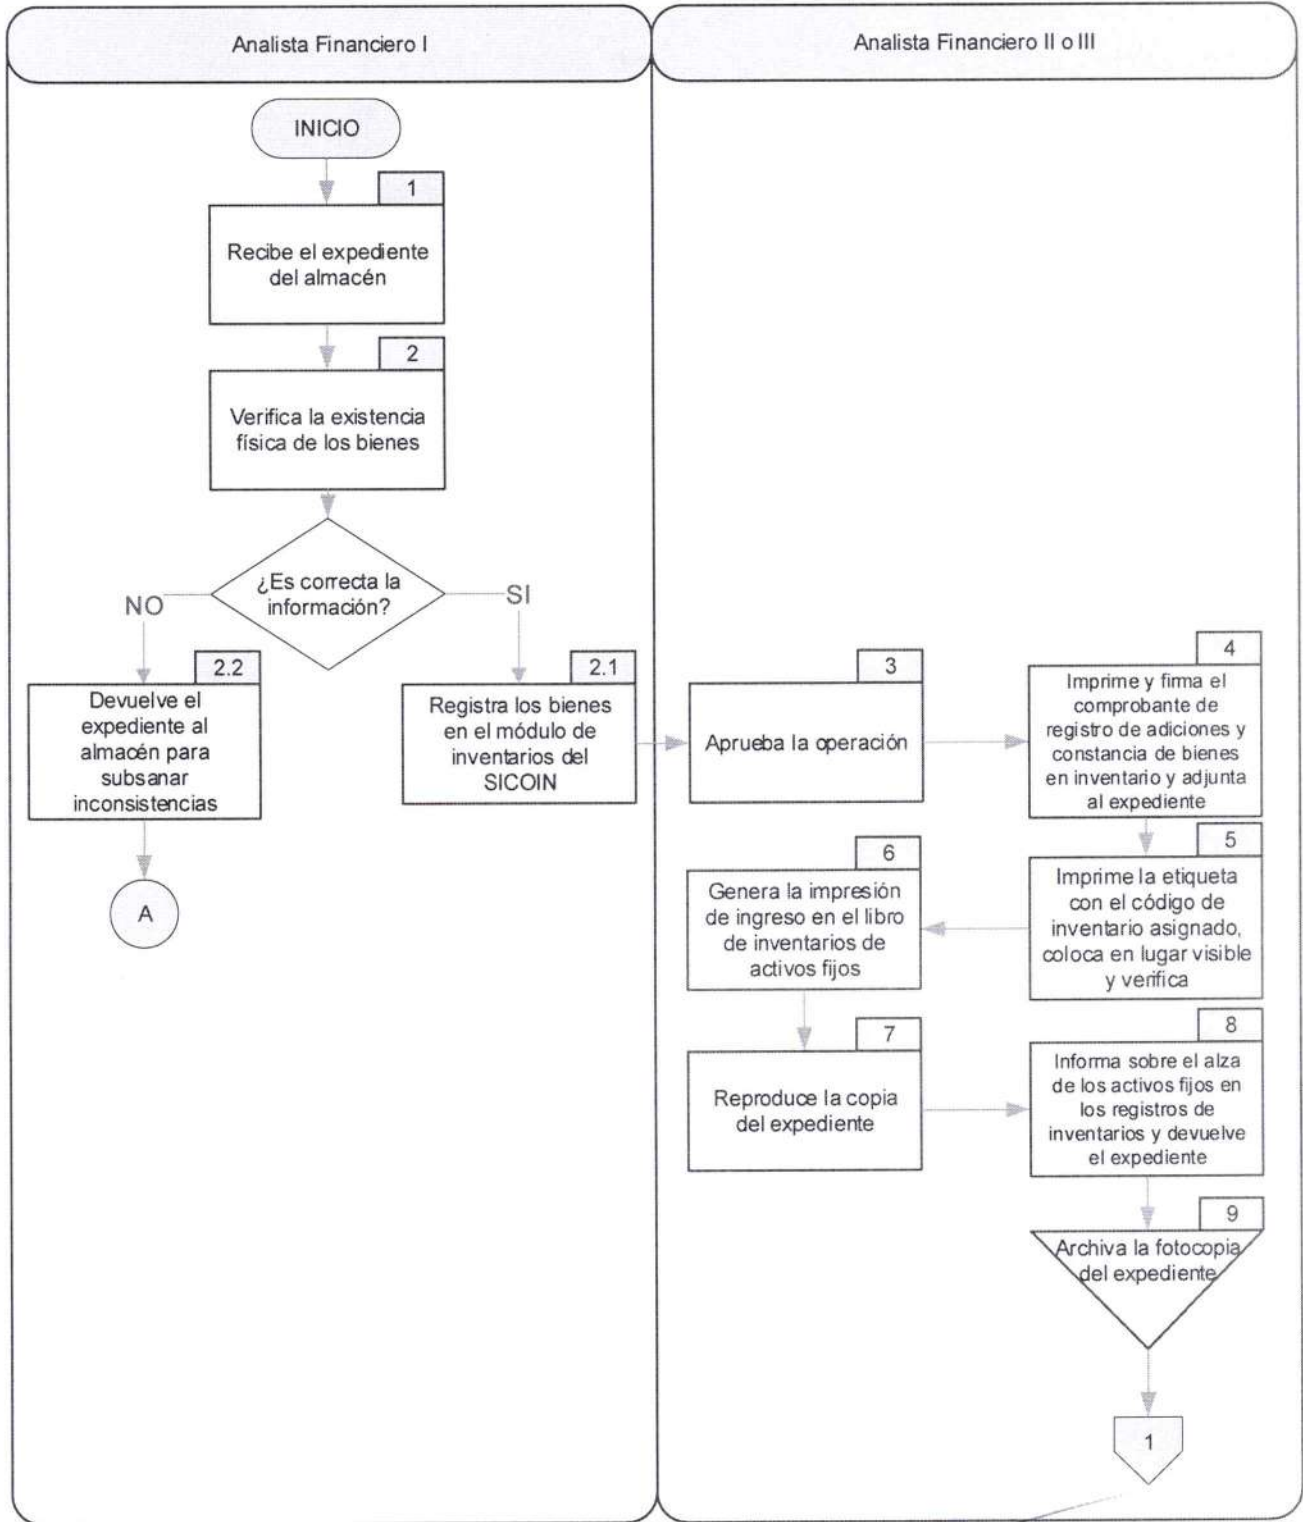 Analista Financiero I
Analista Financiero II o III
INICIO
1
Recibe el expediente
del almacén
2
Verifica la existencia
física de los bienes
¿Es correcta la
información?
NO
SI
2.2
Devuelve el
expediente al
almacén para
subsanar
inconsistencias
A
2.1
Registra los bienes
en el módulo de
inventarios del
SICOIN
3
Aprueba la operación
4
Imprime y firma el
comprobante de
registro de adiciones y
constancia de bienes
en inventario y adjunta
al expediente
5
Imprime la etiqueta
con el código de
inventario asignado,
coloca en lugar visible
y verifica
6
Genera la impresión
de ingreso en el libro
de inventarios de
activos fijos
7
Reproduce la copia
del expediente
8
Informa sobre el alza
de los activos fijos en
los registros de
inventarios y devuelve
el expediente
9
Archiva la fotocopia
del expediente
1